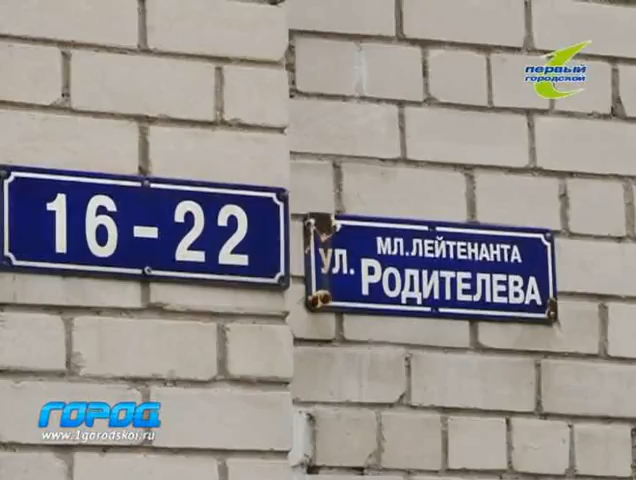 ПЕРВЫЙ
ГОРОДСКОЙ
16-22
УЛ. МЛ. ЛЕЙТЕНАНТА
РОДИТЕЛЕВА
ГОРОД
www.1gorodskoi.ru